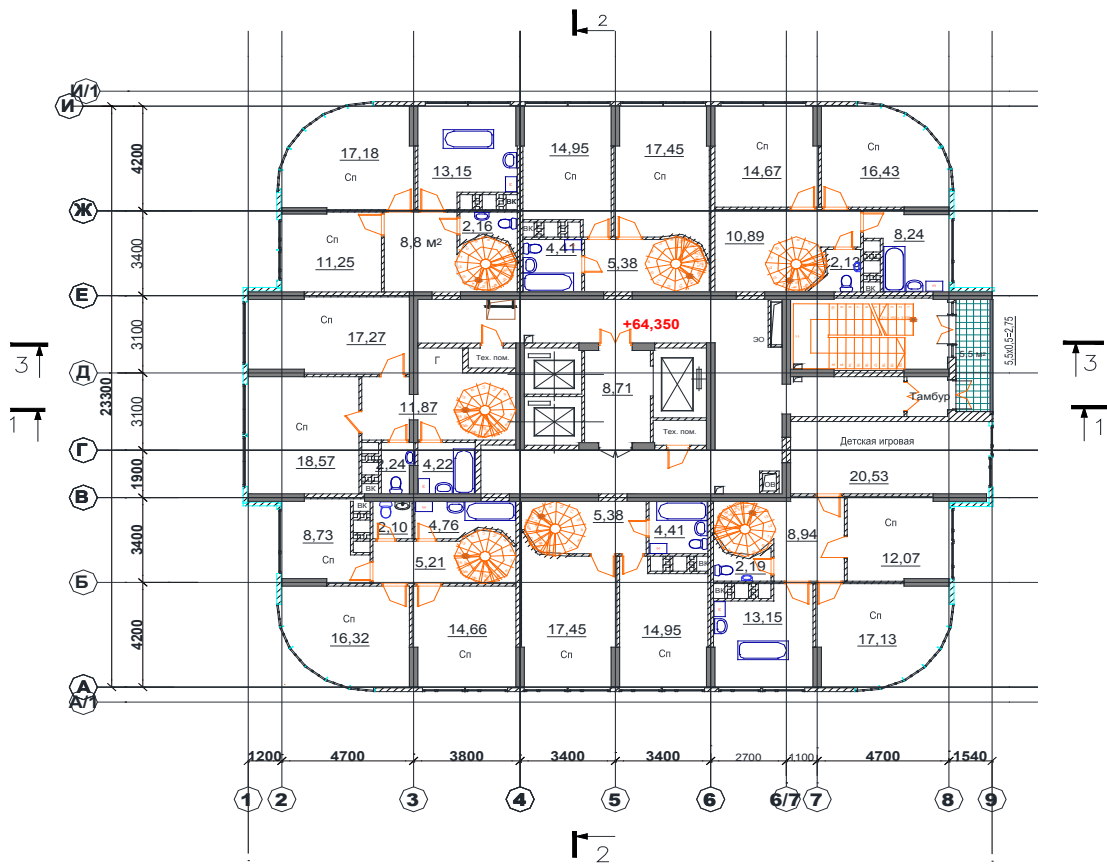 2
И/1
И
Ж
Е
Д
Г
В
Б
А
А/1
4200
3400
3100
3100
1900
3400
4200
23300
3
1
3
1
17,18
Сп
13,15
14,95
Сп
17,45
Сп
14,67
Сп
Сп
16,43
ВК
2,16
8,8 м²
Сп
11,25
ВК
4,41
5,38
10,89
2,13
8,24
ВК
+64,350
Сп
17,27
Тех. пом.
Г
ЭО
5,5 м²
5,5х0,5=2,75
8,71
11,87
Тамбур
Сп
Тех. пом.
Детская игровая
18,57
2,24
4,22
ВК
ОВ
20,53
ВК
8,73
Сп
2,10
4,76
5,21
5,38
4,41
ВК
8,94
2,19
Сп
12,07
Сп
16,32
14,66
Сп
17,45
Сп
14,95
Сп
ВК
13,15
Сп
17,13
1200
4700
3800
3400
3400
2700
1100
4700
1540
1
2
3
4
5
6
6/7
7
8
9
2